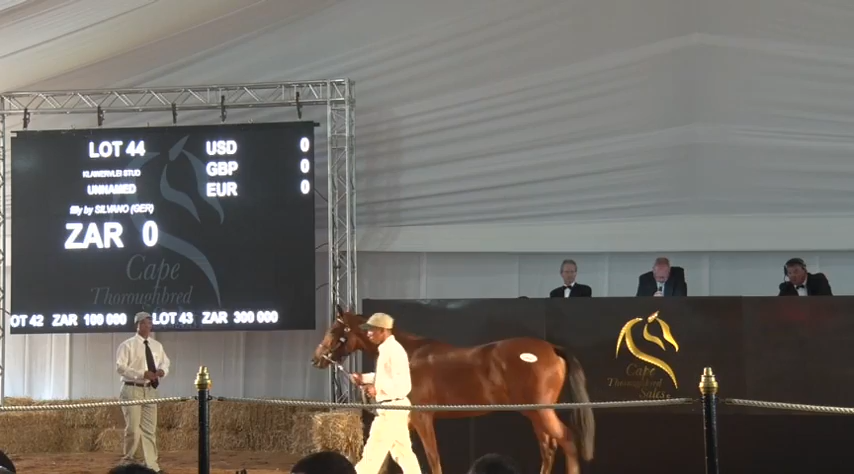 LOT 44
KLAWERVLEI STUD
UNNAMED
filly by SILVANO (GER)
ZAR 0
USD 0
GBP 0
EUR 0
Cape
Thoroughbred
OT 42 ZAR 100 000 LOT 43 ZAR 300 000
Cape
Thoroughbred
Sales